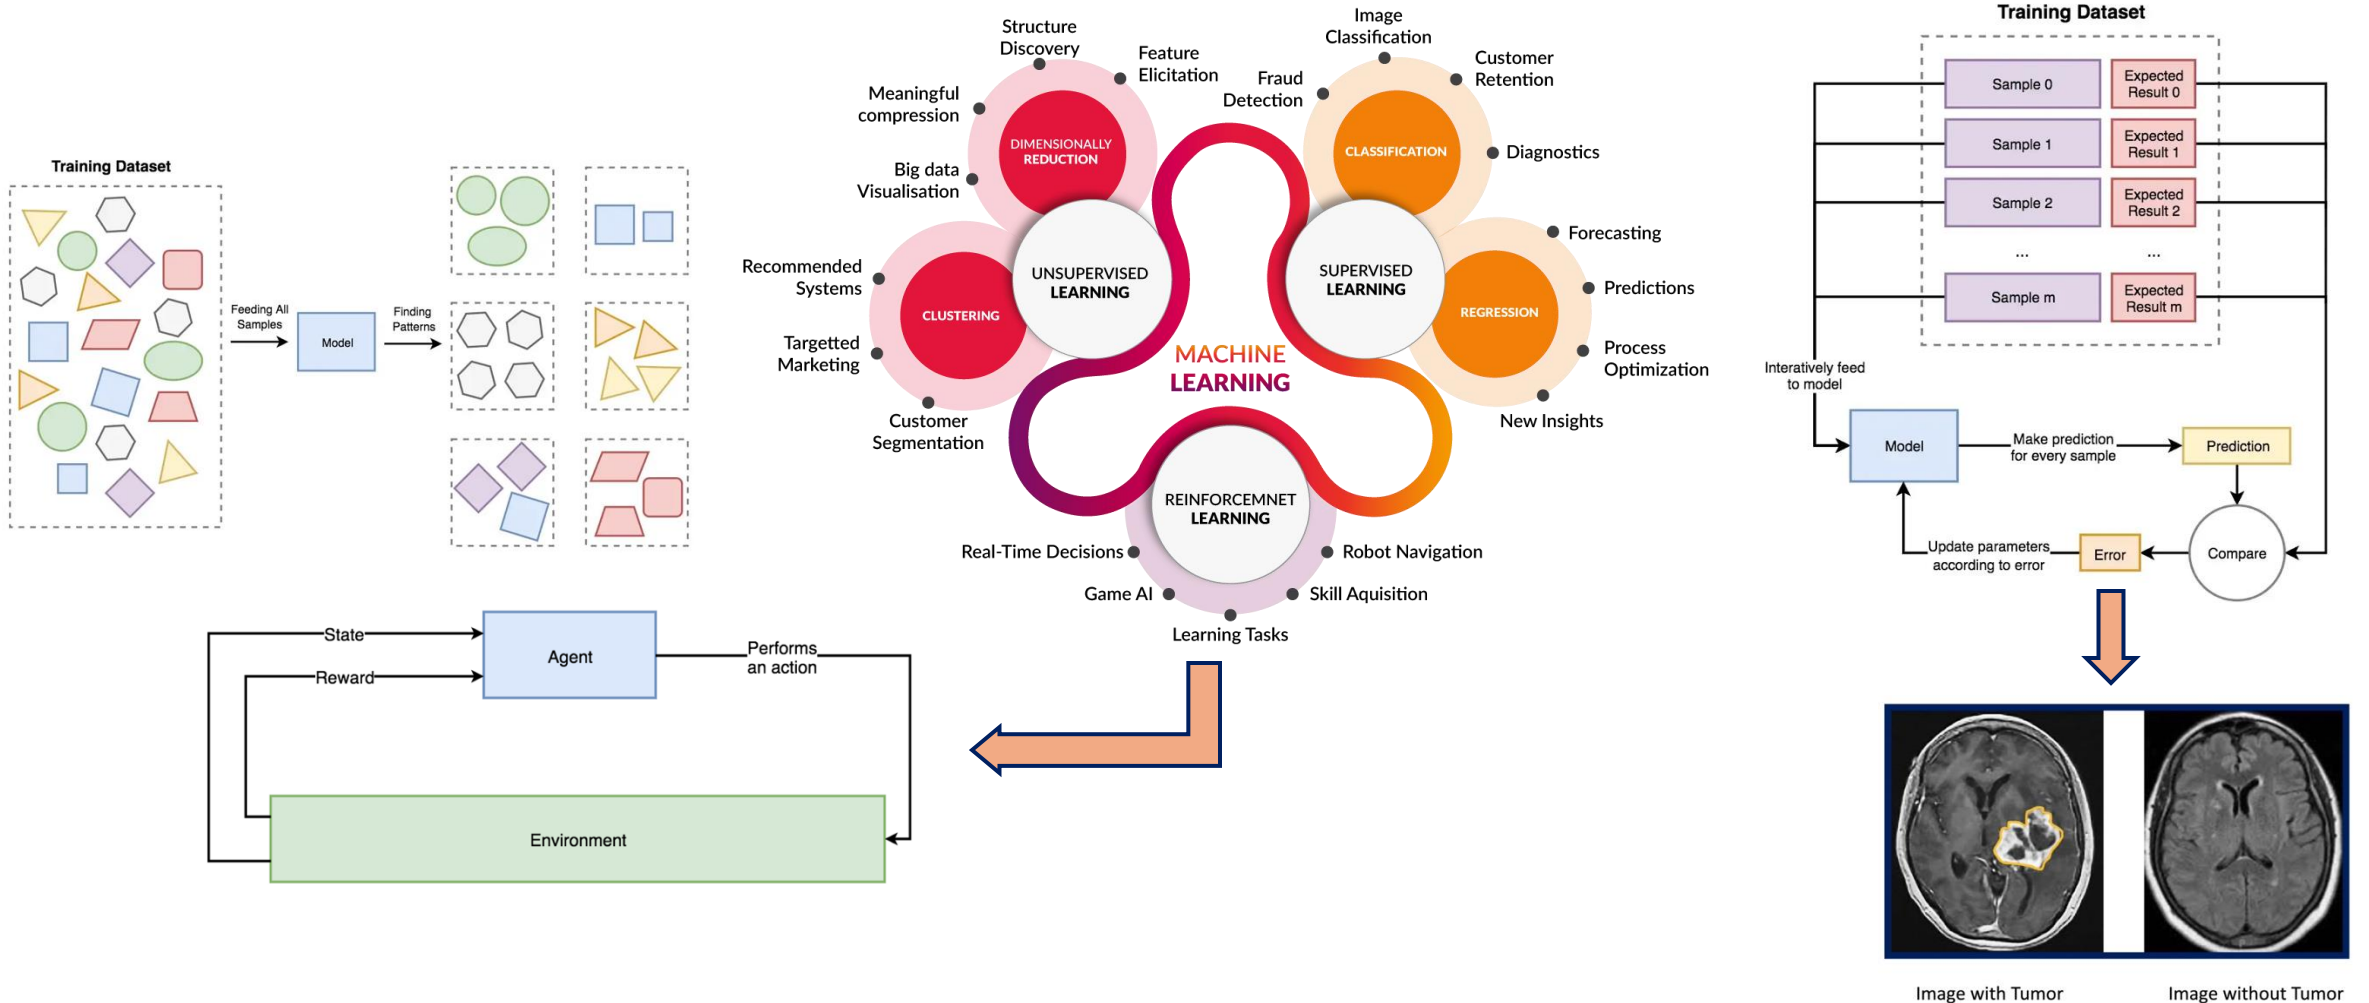 Training Dataset
Feeding All
Samples
Model
Finding
Patterns
Structure
Discovery
Feature
Elicitation
Meaningful
compression
Big data
Visualisation
DIMENSIONALLY
REDUCTION
Recommended
Systems
Targetted
Marketing
Customer
Segmentation
CLUSTERING
UNSUPERVISED
LEARNING
Image
Classification
Fraud
Detection
Customer
Retention
Diagnostics
CLASSIFICATION
SUPERVISED
LEARNING
REGRESSION
Forecasting
Predictions
Process
Optimization
New Insights
MACHINE
LEARNING
REINFORCEMNET
LEARNING
Real-Time Decisions
Game AI
Learning Tasks
Skill Aquisition
Robot Navigation
State
Reward
Agent
Performs
an action
Environment
Training Dataset
Sample 0
Expected
Result 0
Sample 1
Expected
Result 1
Sample 2
Expected
Result 2
...
...
Sample m
Expected
Result m
Interatively feed
to model
Model
Make prediction
for every sample
Prediction
Compare
Error
Update parameters
according to error
Image with Tumor
Image without Tumor